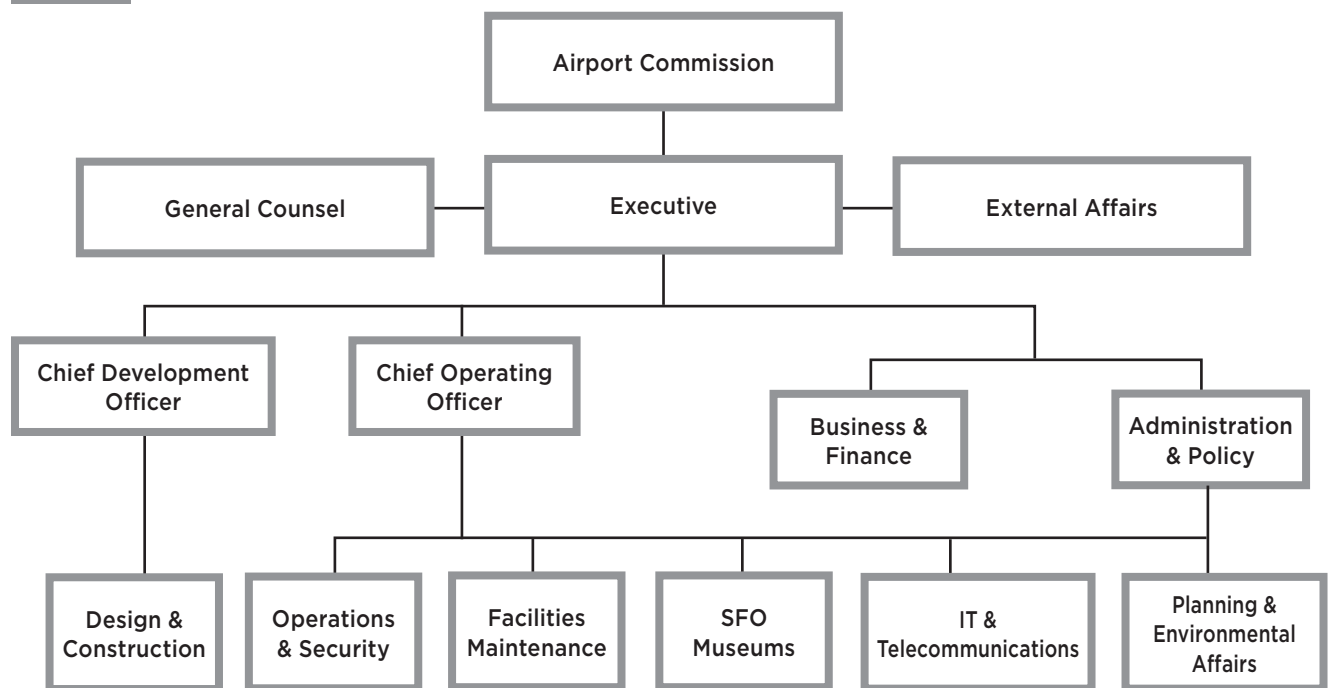 Airport Commission
General Counsel
Executive
External Affairs
Chief Development
Officer
Chief Operating
Officer
Business &
Finance
Administration
& Policy
Design &
Construction
Operations
& Security
Facilities
Maintenance
SFO
Museums
IT &
Telecommunications
Planning &
Environmental
Affairs